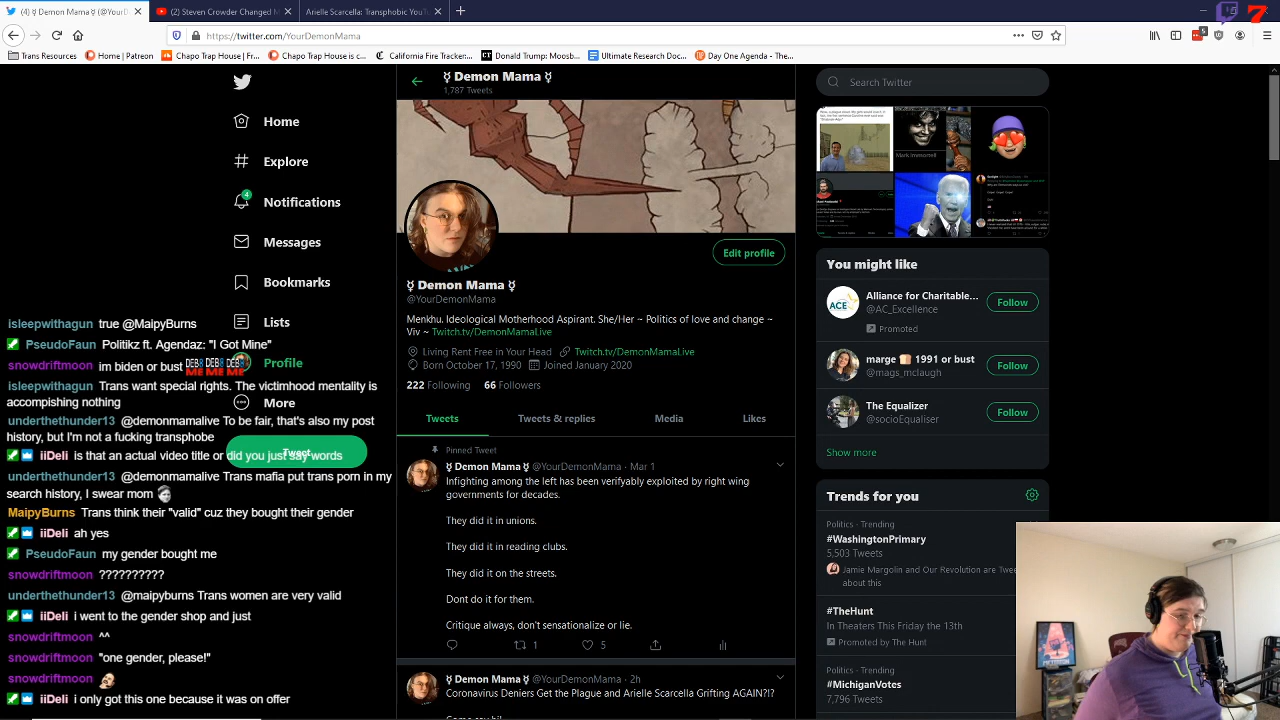 (4) ☿ Demon Mama ☿ (@YourD
(2) Steven Crowder Changed M
Arielle Scarcella: Transphobic YouT
https://twitter.com/YourDemonMama
Trans Resources
Home | Patreon
Chapo Trap House | Fr...
Chapo Trap House is c...
California Fire Tracker...
Donald Trump: Moosb...
Ultimate Research Doc...
Day One Agenda - The...
Home
Explore
4
Notifications
Messages
Bookmarks
Lists
Profile
More
Tweet
isleepwithagun true @MaipyBurns
PseudoFaun Politikz ft. Agendaz: "I Got Mine"
snowdriftmoon im biden or bust
isleepwithagun Trans want special rights. The victimhood mentality is
accompishing nothing
underthethunder13 @demonmamalive To be fair, that's also my post
history, but I'm not a fucking transphobe
iiDeli is that an actual video title or did you just say words
underthethunder13 @demonmamalive Trans mafia put trans porn in my
search history, I swear mom
MaipyBurns Trans think their "valid" cuz they bought their gender
iiDeli ah yes
PseudoFaun my gender bought me
snowdriftmoon ??????????
underthethunder13 @maipyburns Trans women are very valid
iiDeli i went to the gender shop and just
snowdriftmoon ^^
snowdriftmoon "one gender, please!"
snowdriftmoon
iiDeli i only got this one because it was on offer
☿ Demon Mama ☿
1,787 Tweets
Edit profile
☿ Demon Mama ☿
@YourDemonMama
Menkhu. Ideological Motherhood Aspirant. She/Her ~ Politics of love and change ~
Viv ~ Twitch.tv/DemonMamaLive
Living Rent Free in Your Head Twitch.tv/DemonMamaLive
Born October 17, 1990 Joined January 2020
222 Following 66 Followers
Tweets Tweets & replies Media Likes
Pinned Tweet
☿ Demon Mama ☿ @YourDemonMama · Mar 1
Infighting among the left has been verifyably exploited by right wing
governments for decades.
They did it in unions.
They did it in reading clubs.
They did it on the streets.
Dont do it for them.
Critique always, don't sensationalize or lie.
1 5
☿ Demon Mama ☿ @YourDemonMama · 2h
Coronavirus Deniers Get the Plague and Arielle Scarcella Grifting AGAIN?!?
Search Twitter
You might like
Alliance for Charitable...
@AC_Excellence
Promoted
Follow
marge 🍞 1991 or bust
@mags_mclaugh
Follow
The Equalizer
@socioEqualiser
Follow
Show more
Trends for you
Politics · Trending
#WashingtonPrimary
5,503 Tweets
Jamie Margolin and Our Revolution are Twee
about this
#TheHunt
In Theaters This Friday the 13th
Promoted by The Hunt
Politics · Trending
#MichiganVotes
7,796 Tweets